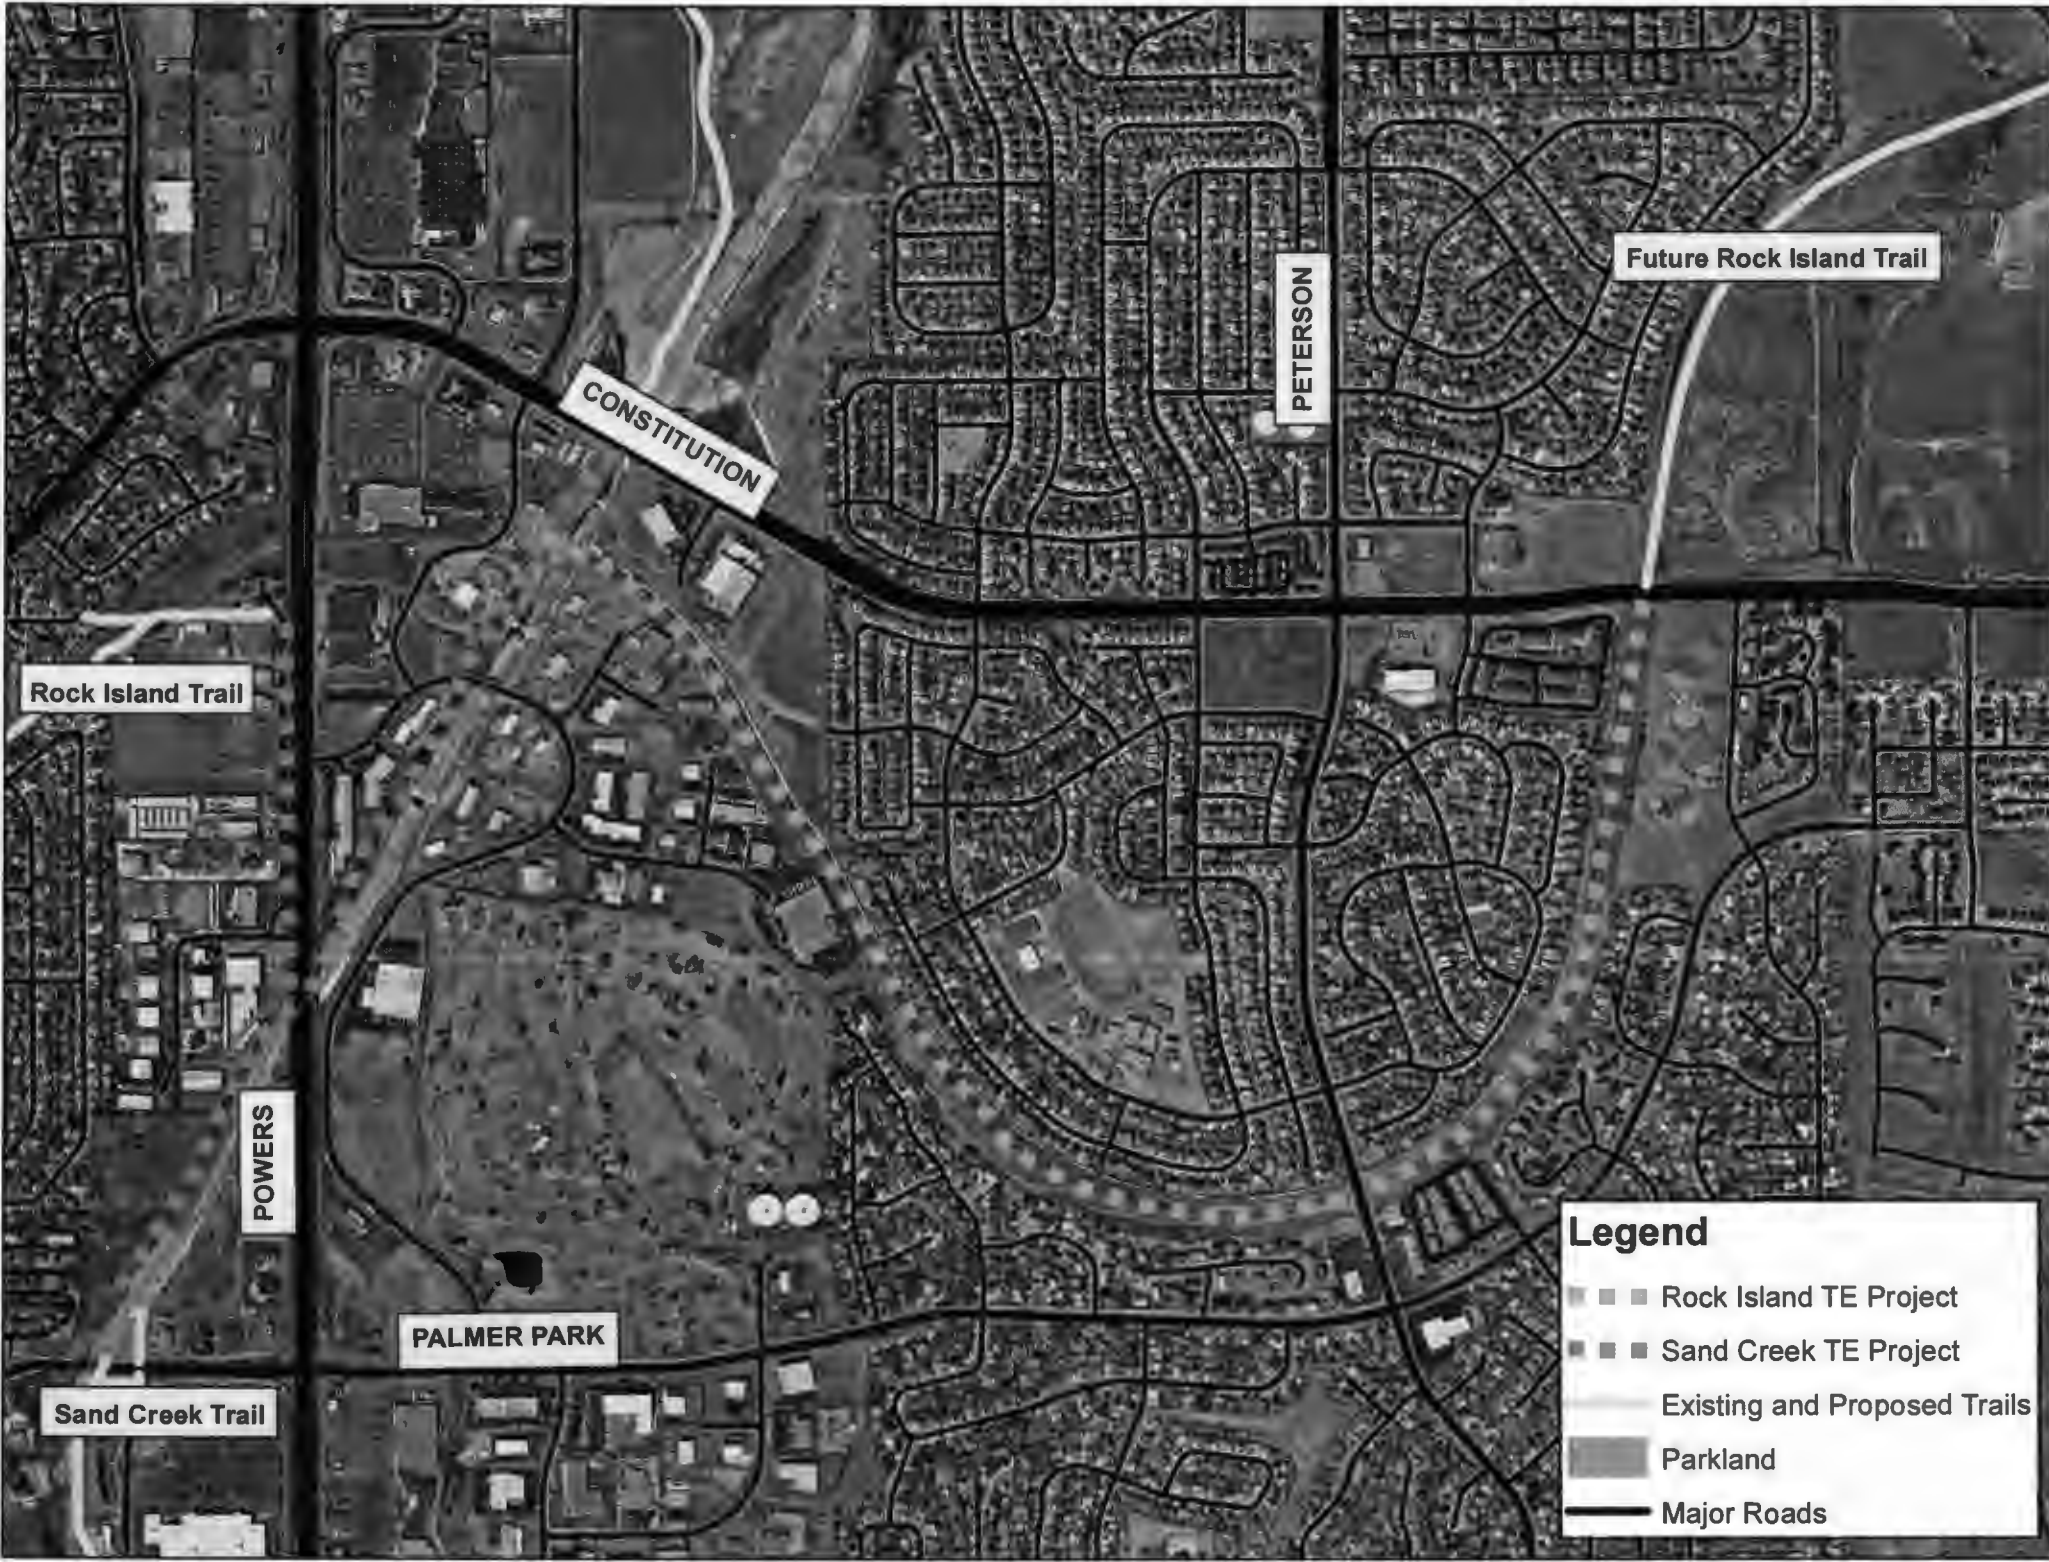 Future Rock Island Trail
PETERSON
CONSTITUTION
Rock Island Trail
POWERS
PALMER PARK
Sand Creek Trail
Legend
Rock Island TE Project
Sand Creek TE Project
Existing and Proposed Trails
Parkland
Major Roads